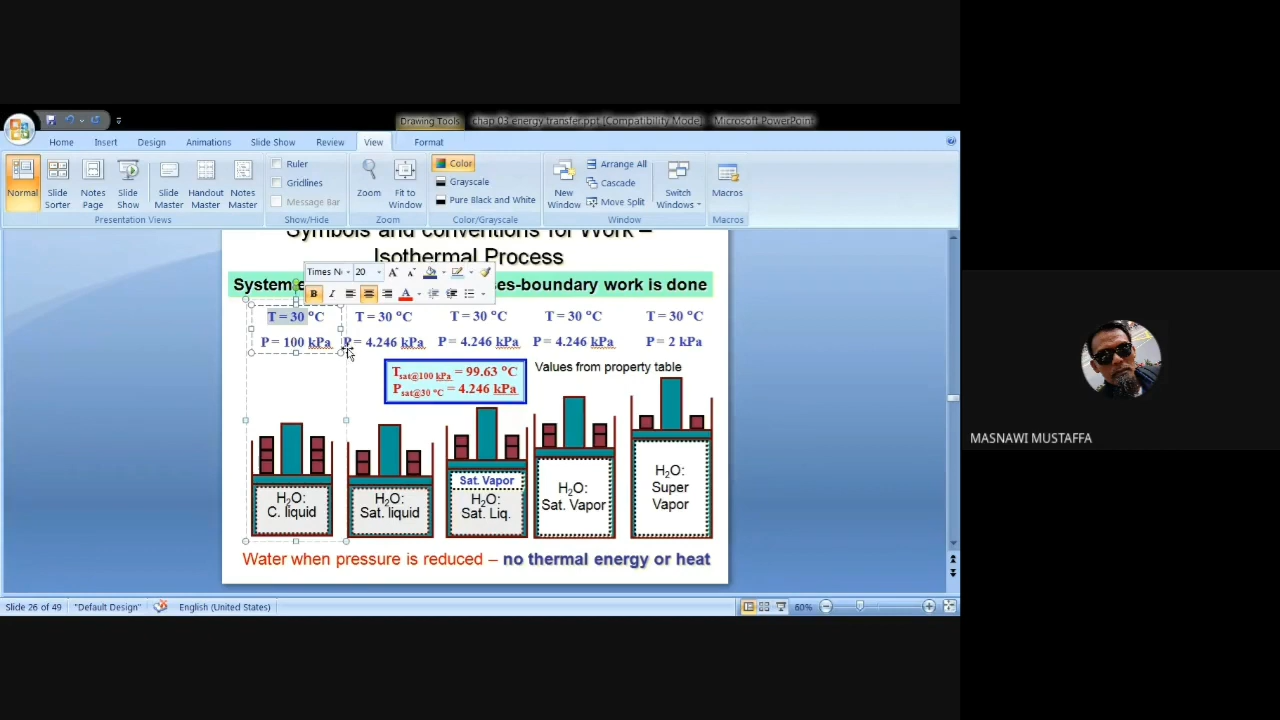 Drawing Tools chap 03 energy transfer.ppt [Compatibility Mode] Microsoft PowerPoint
Home Insert Design Animations Slide Show Review View Format
Normal Slide Sorter Notes Page Slide Show Slide Master Handout Master Notes Master
Ruler
Gridlines
Message Bar
Zoom Fit to Window
Color
Grayscale
Pure Black and White
New Window
Arrange All
Cascade
Move Split
Switch Windows
Macros
Presentation Views Show/Hide Zoom Color/Grayscale Window Macros
Symbols and conventions for Work –
Isothermal Process
Times N 20
B I A
System e es-boundary work is done
T = 30 °C T = 30 °C T = 30 °C T = 30 °C T = 30 °C
P = 100 kPa P = 4.246 kPa P = 4.246 kPa P = 4.246 kPa P = 2 kPa
Values from property table
Tsat@100 kPa = 99.63 °C
Psat@30 °C = 4.246 kPa
H2O:
C. liquid
H2O:
Sat. liquid
Sat. Vapor
H2O:
Sat. Liq.
H2O:
Sat. Vapor
H2O:
Super
Vapor
Water when pressure is reduced – no thermal energy or heat
Slide 26 of 49 "Default Design" English (United States) 60%
MASNAWI MUSTAFFA